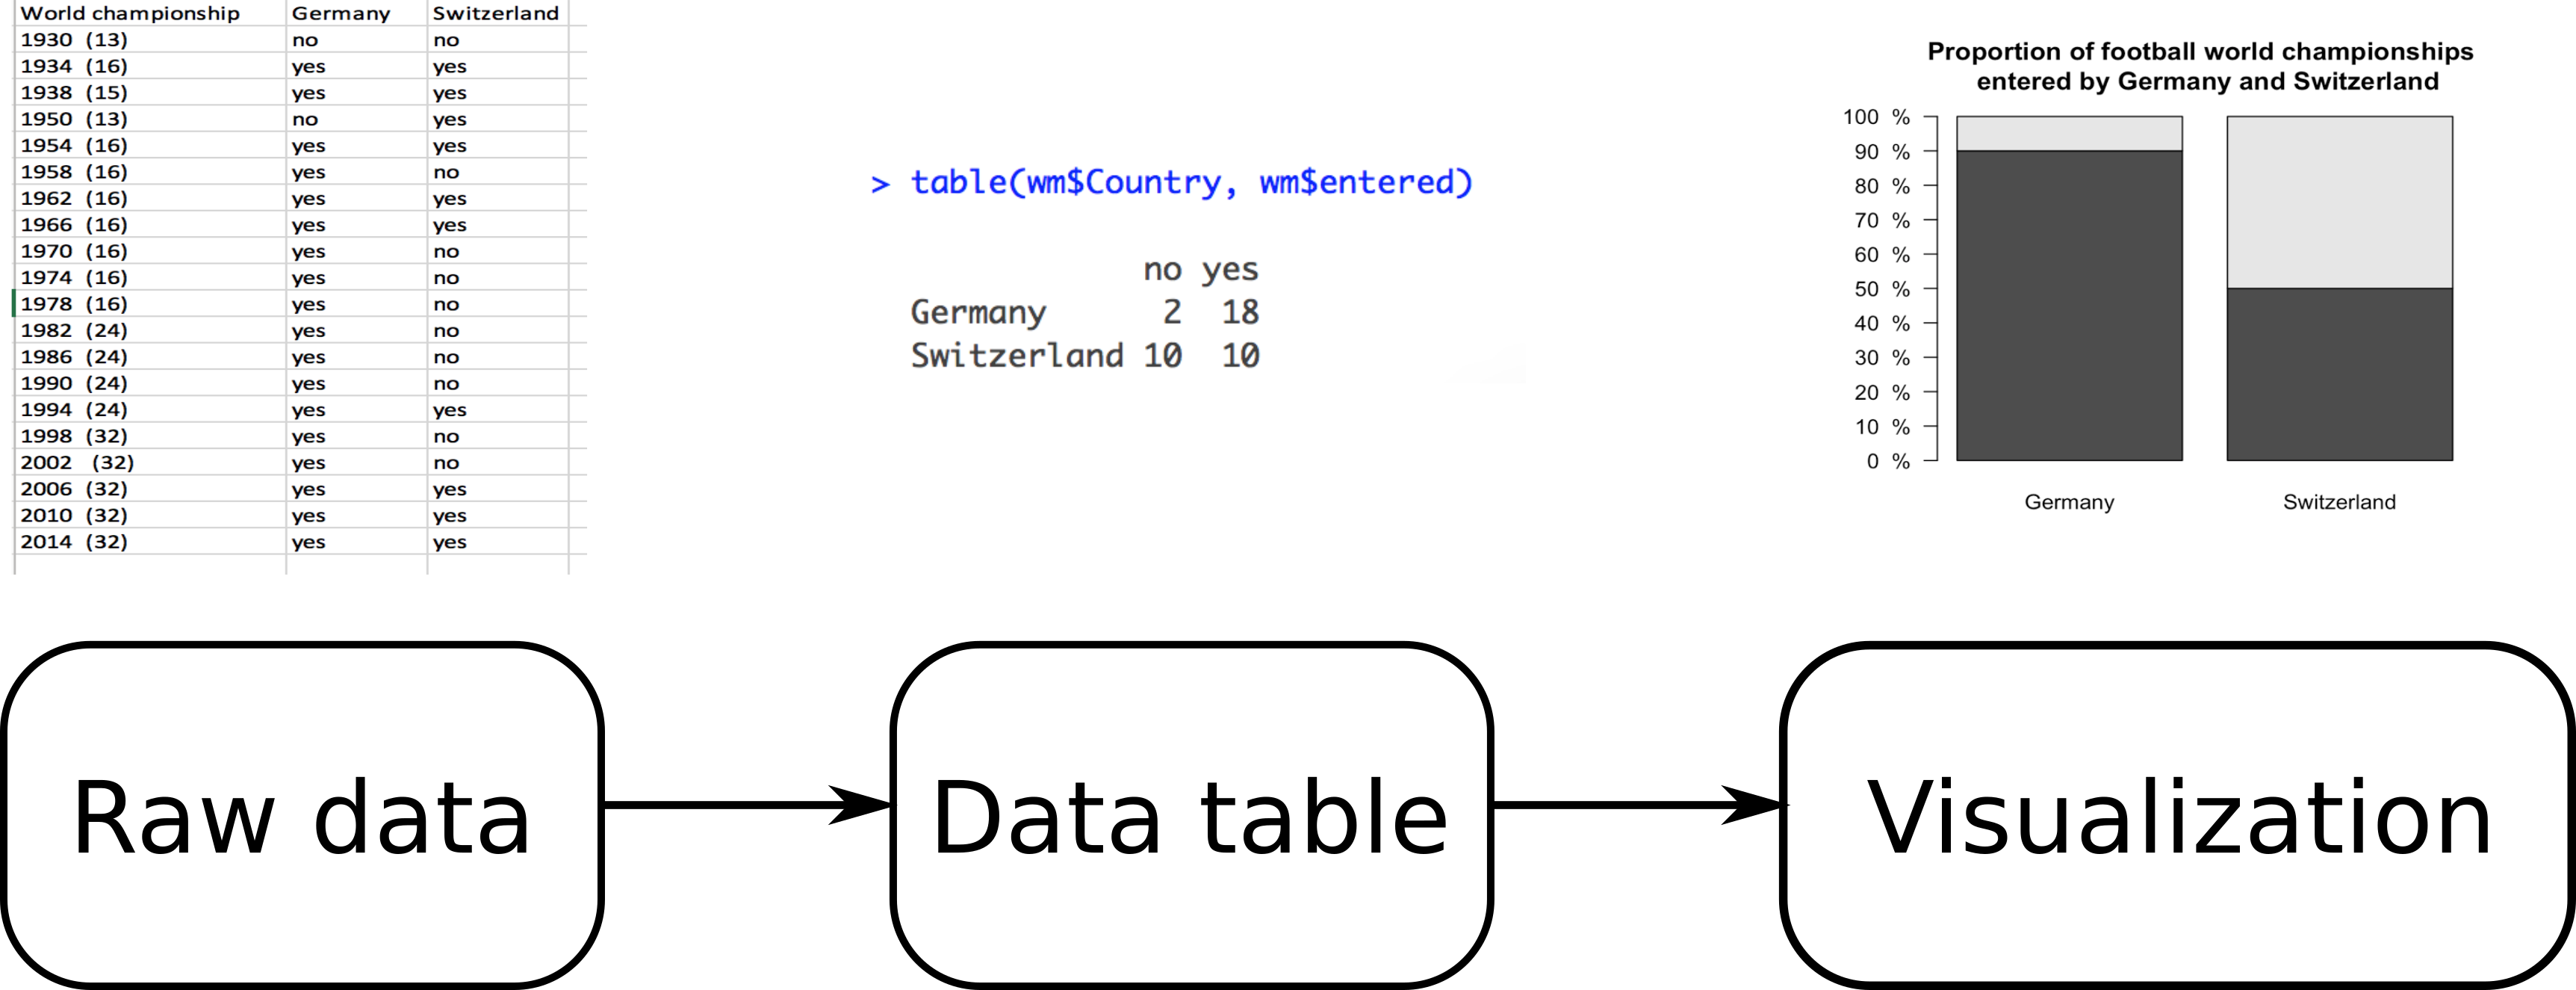 World championship Germany Switzerland
1930 (13) no no
1934 (16) yes yes
1938 (15) yes yes
1950 (13) no yes
1954 (16) yes yes
1958 (16) yes no
1962 (16) yes yes
1966 (16) yes yes
1970 (16) yes no
1974 (16) yes no
1978 (16) yes no
1982 (24) yes no
1986 (24) yes no
1990 (24) yes no
1994 (24) yes yes
1998 (32) yes no
2002 (32) yes no
2006 (32) yes yes
2010 (32) yes yes
2014 (32) yes yes
> table(wm$Country, wm$entered)
no yes
Germany 2 18
Switzerland 10 10
Proportion of football world championships
entered by Germany and Switzerland
100 %
90 %
80 %
70 %
60 %
50 %
40 %
30 %
20 %
10 %
0 %
Germany Switzerland
Raw data
Data table
Visualization